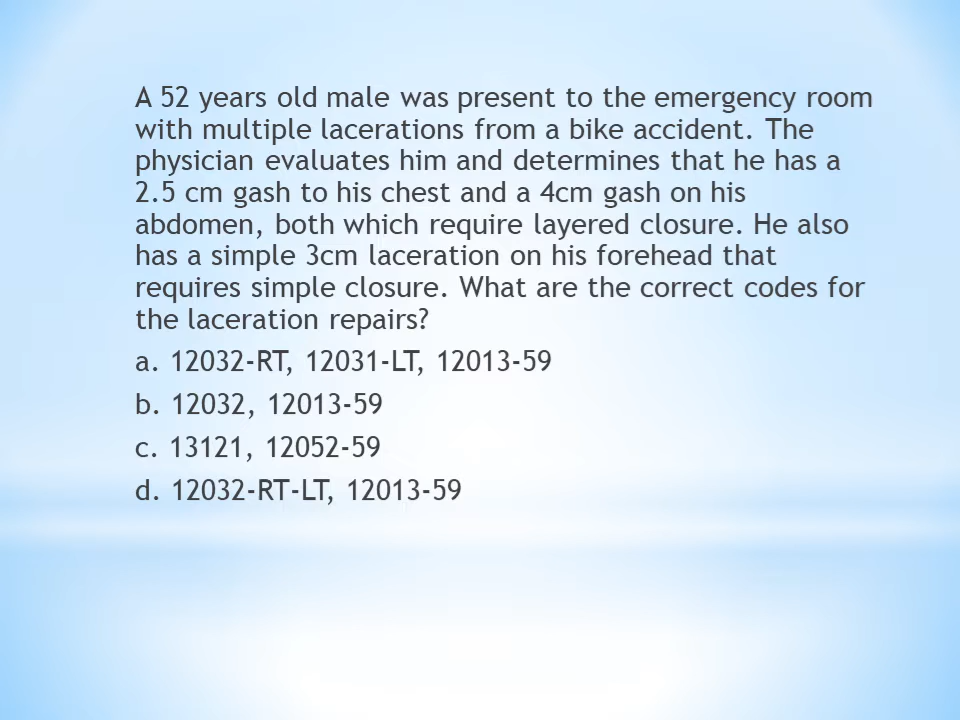 A 52 years old male was present to the emergency room
with multiple lacerations from a bike accident. The
physician evaluates him and determines that he has a
2.5 cm gash to his chest and a 4cm gash on his
abdomen, both which require layered closure. He also
has a simple 3cm laceration on his forehead that
requires simple closure. What are the correct codes for
the laceration repairs?
a. 12032-RT, 12031-LT, 12013-59
b. 12032, 12013-59
c. 13121, 12052-59
d. 12032-RT-LT, 12013-59